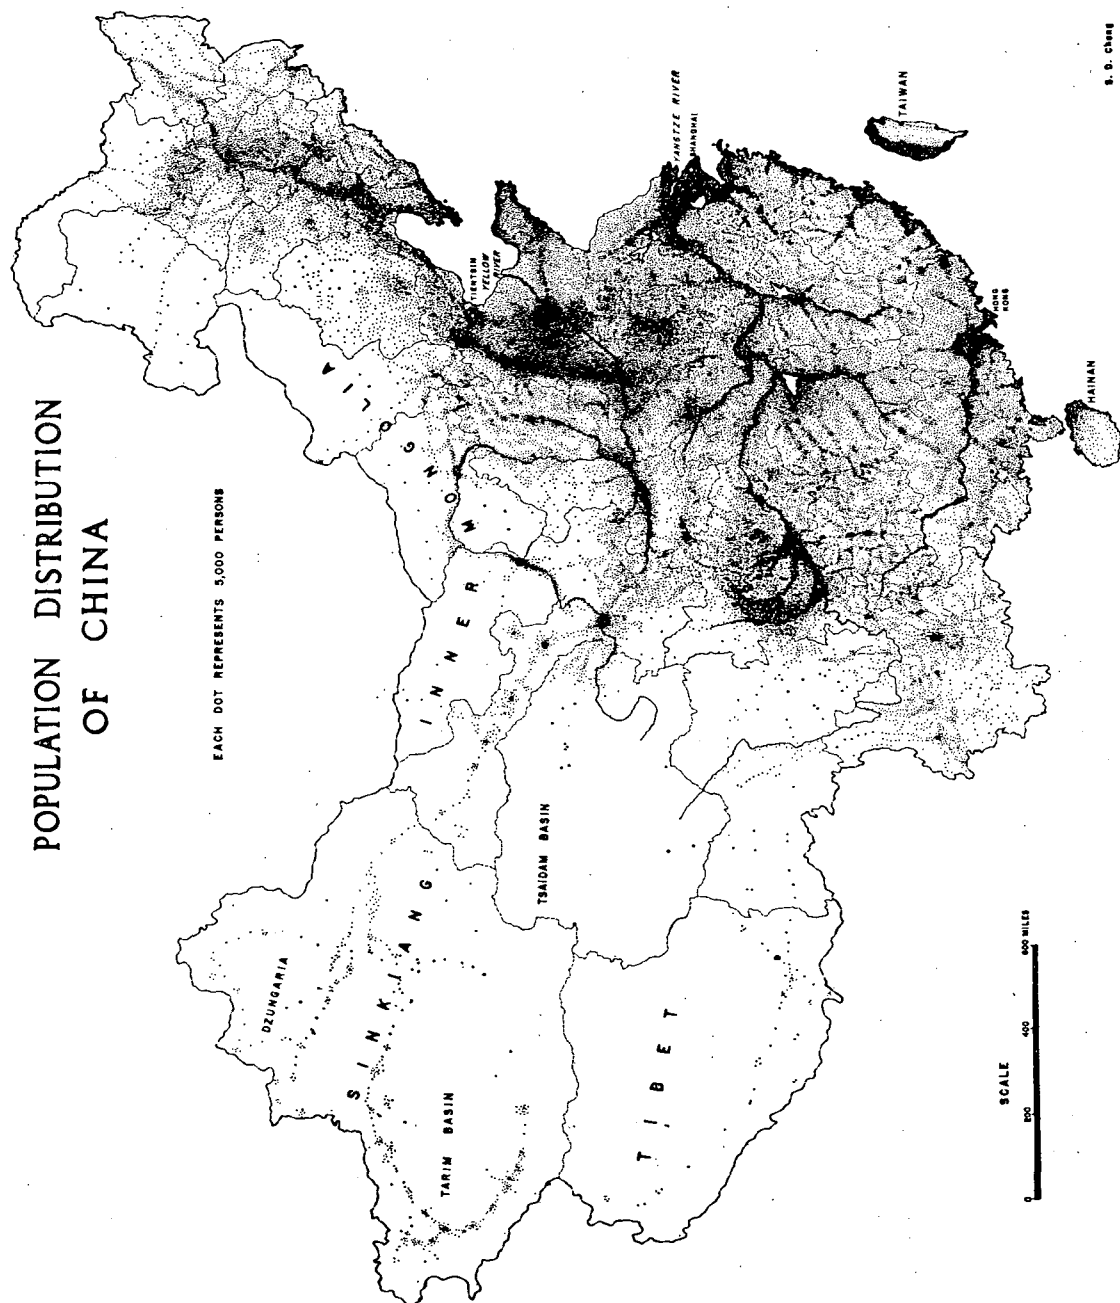 POPULATION DISTRIBUTION
OF CHINA
EACH DOT REPRESENTS 5,000 PERSONS
DZUNGARIA
SINKIANG
TARIM BASIN
TIBET
TSAIDAM BASIN
INNER MONGOLIA
TIENTSIN
YELLOW
RIVER
YANGTZE RIVER
SHANGHAI
TAIWAN
HONG
KONG
HAINAN
SCALE
0 200 400 600 MILES
S. D. Chang